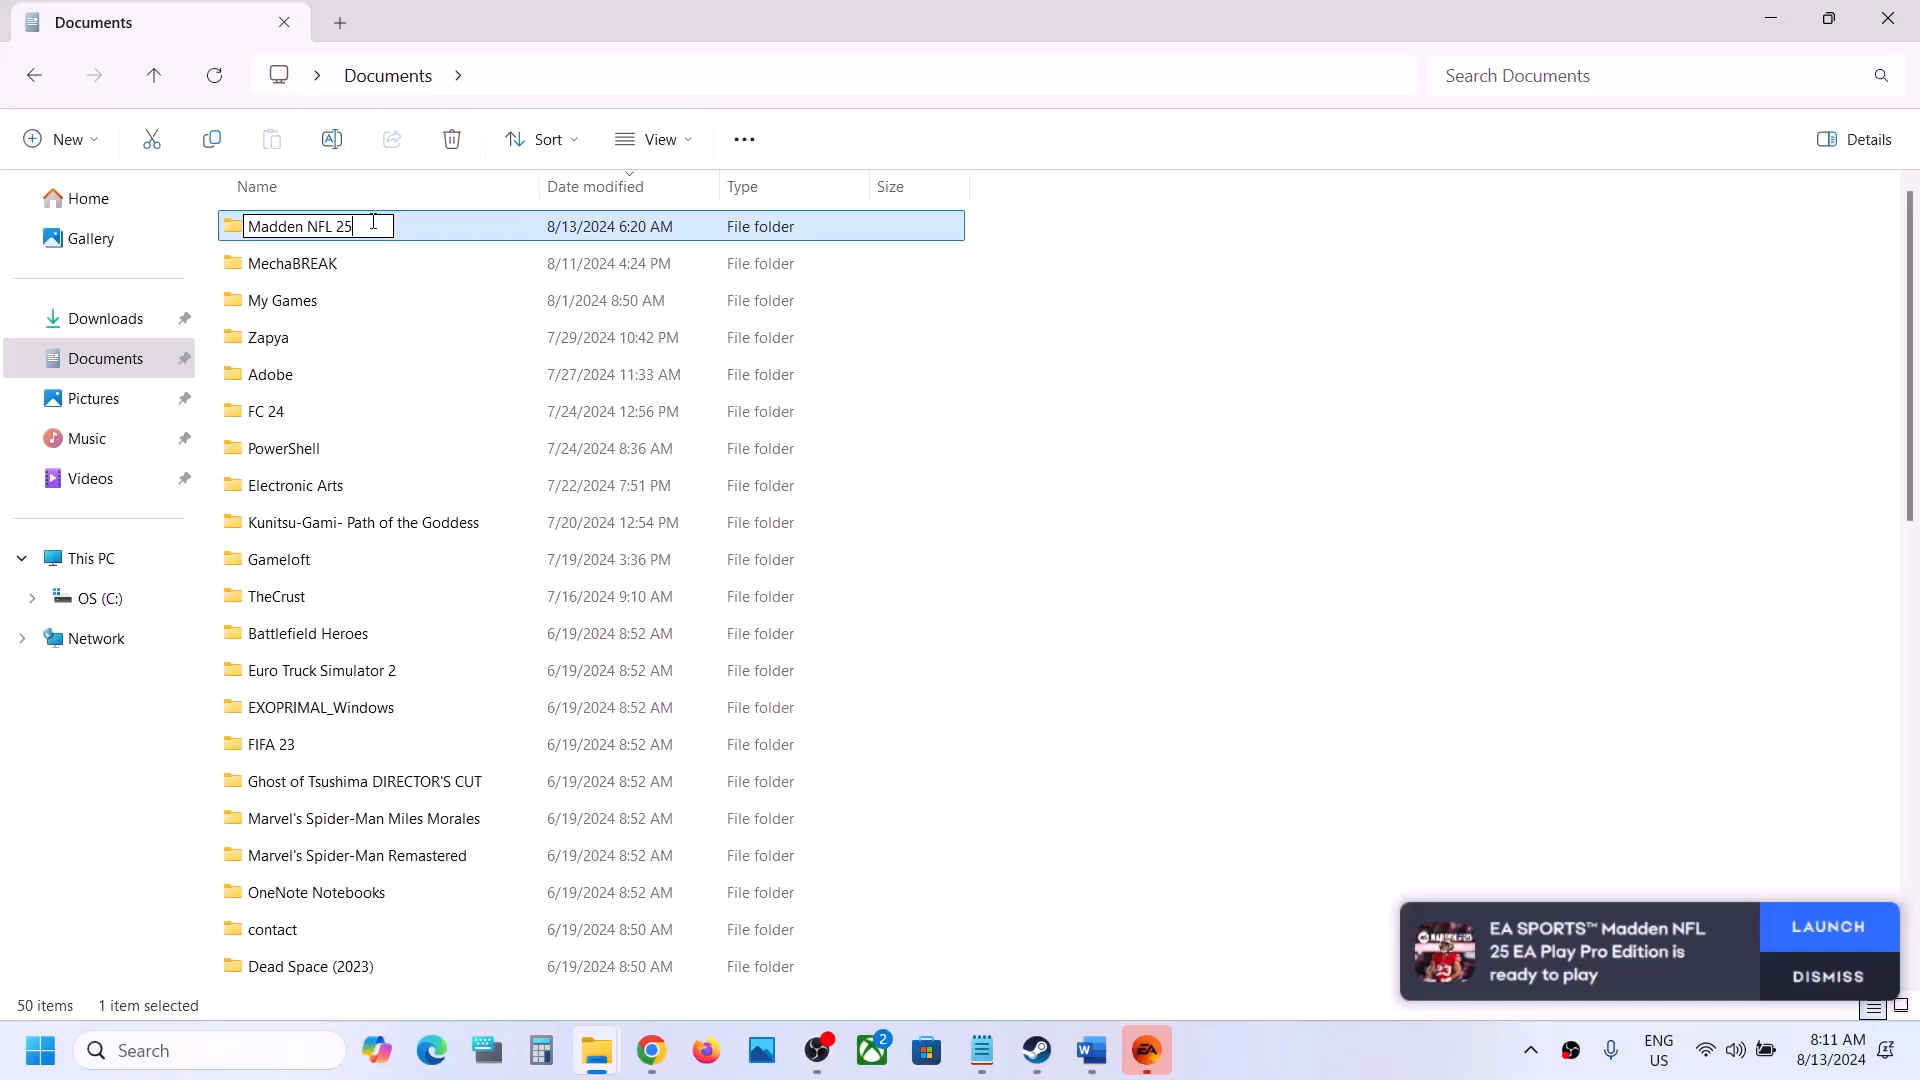 Documents
Documents
Search Documents
New
Sort
View
Details
Name Date modified Type Size
Home
Gallery
Downloads
Documents
Pictures
Music
Videos
This PC
OS (C:)
Network
Madden NFL 25 8/13/2024 6:20 AM File folder
MechaBREAK 8/11/2024 4:24 PM File folder
My Games 8/1/2024 8:50 AM File folder
Zapya 7/29/2024 10:42 PM File folder
Adobe 7/27/2024 11:33 AM File folder
FC 24 7/24/2024 12:56 PM File folder
PowerShell 7/24/2024 8:36 AM File folder
Electronic Arts 7/22/2024 7:51 PM File folder
Kunitsu-Gami- Path of the Goddess 7/20/2024 12:54 PM File folder
Gameloft 7/19/2024 3:36 PM File folder
TheCrust 7/16/2024 9:10 AM File folder
Battlefield Heroes 6/19/2024 8:52 AM File folder
Euro Truck Simulator 2 6/19/2024 8:52 AM File folder
EXOPRIMAL_Windows 6/19/2024 8:52 AM File folder
FIFA 23 6/19/2024 8:52 AM File folder
Ghost of Tsushima DIRECTOR'S CUT 6/19/2024 8:52 AM File folder
Marvel's Spider-Man Miles Morales 6/19/2024 8:52 AM File folder
Marvel's Spider-Man Remastered 6/19/2024 8:52 AM File folder
OneNote Notebooks 6/19/2024 8:52 AM File folder
contact 6/19/2024 8:50 AM File folder
Dead Space (2023) 6/19/2024 8:50 AM File folder
EA SPORTS™ Madden NFL
25 EA Play Pro Edition is
ready to play
LAUNCH
DISMISS
50 items 1 item selected
Search
2
EA
ENG
US
8:11 AM
8/13/2024